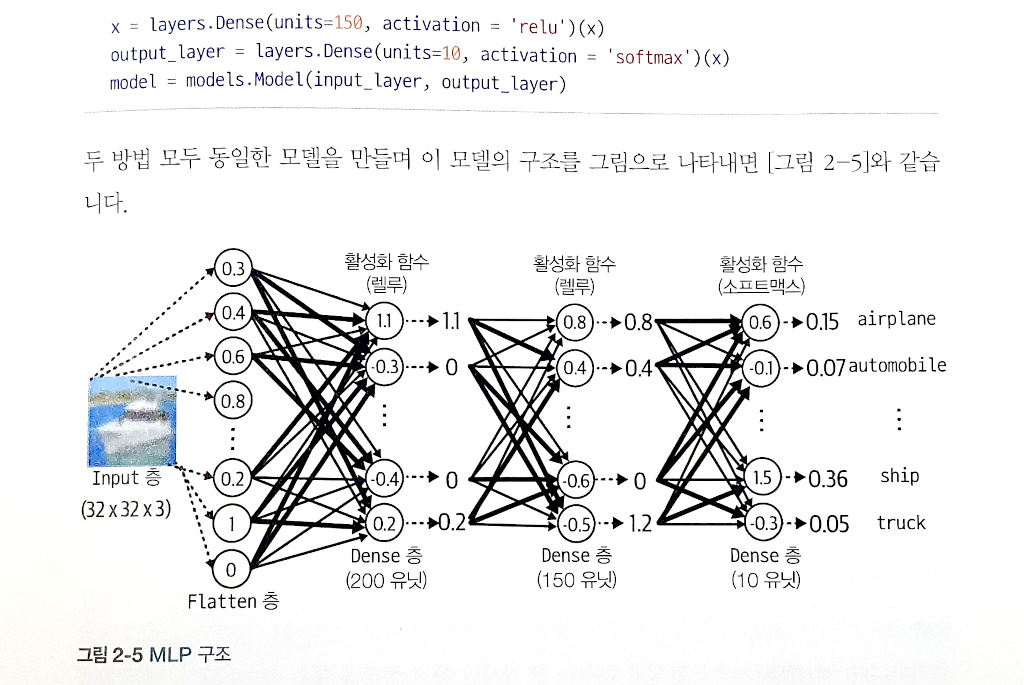 x = layers.Dense(units=150, activation = 'relu')(x)
output_layer = layers.Dense(units=10, activation = 'softmax')(x)
model = models.Model(input_layer, output_layer)
두 방법 모두 동일한 모델을 만들며 이 모델의 구조를 그림으로 나타내면 [그림 2-5]와 같습
니다.
활성화 함수 활성화 함수 활성화 함수
(렐루) (렐루) (소프트맥스)
0.3
0.4 1.1 1.1 0.8 0.8 0.6 0.15 airplane
0.6 -0.3 0 0.4 0.4 -0.1 0.07 automobile
0.8 ⋮ ⋮ ⋮ ⋮
⋮
0.2 -0.4 0 -0.6 0 1.5 0.36 ship
Input 층
(32 x 32 x 3)
1 0.2 0.2 -0.5 1.2 -0.3 0.05 truck
0 Dense 층 Dense 층 Dense 층
(200 유닛) (150 유닛) (10 유닛)
Flatten 층
그림 2-5 MLP 구조